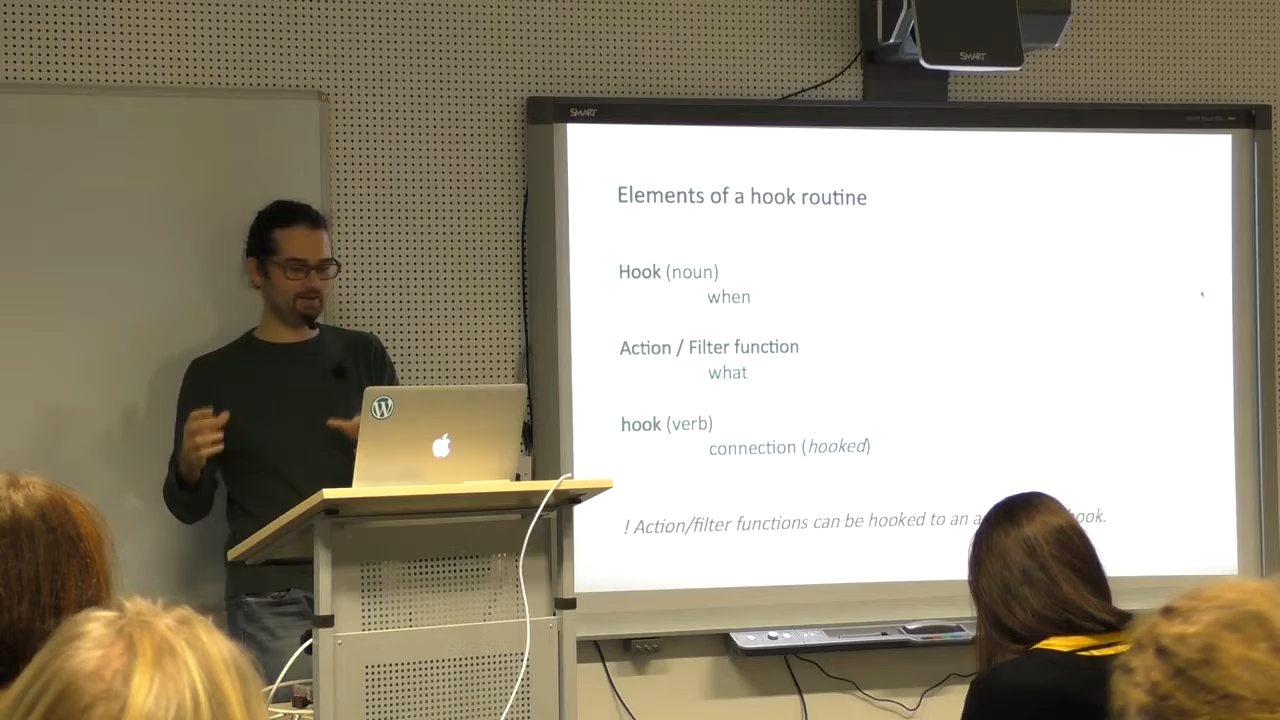 SMART
SMART
Elements of a hook routine
Hook (noun)
when
Action / Filter function
what
hook (verb)
connection (hooked)
! Action/filter functions can be hooked to an a ook.